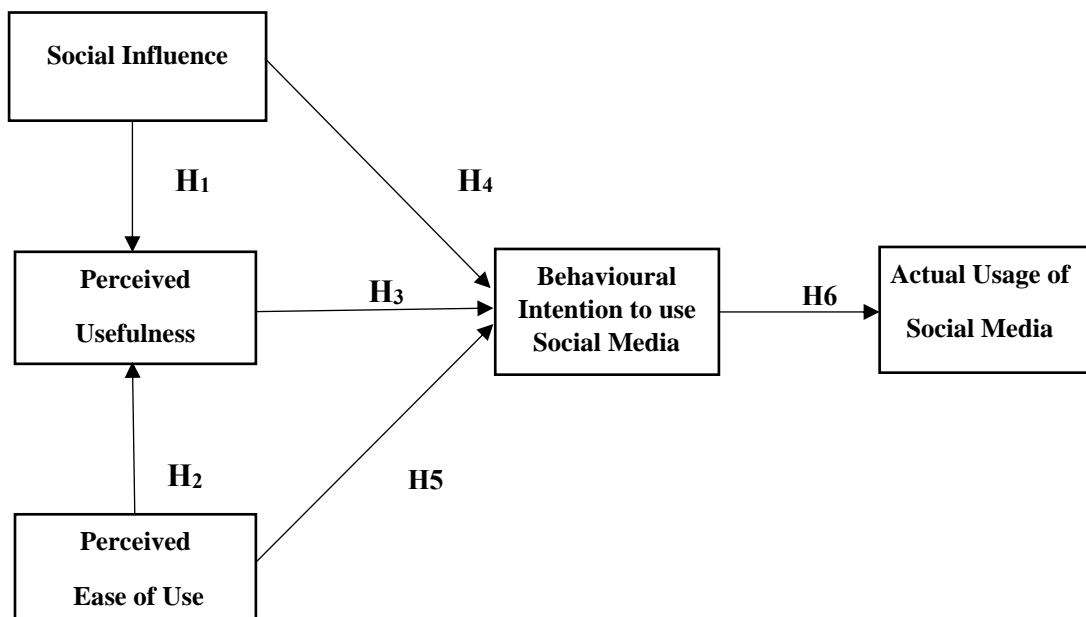 Social Influence
H1
H4
Perceived
Usefulness
H3
Behavioural
Intention to use
Social Media
H6
Actual Usage of
Social Media
H2
H5
Perceived
Ease of Use